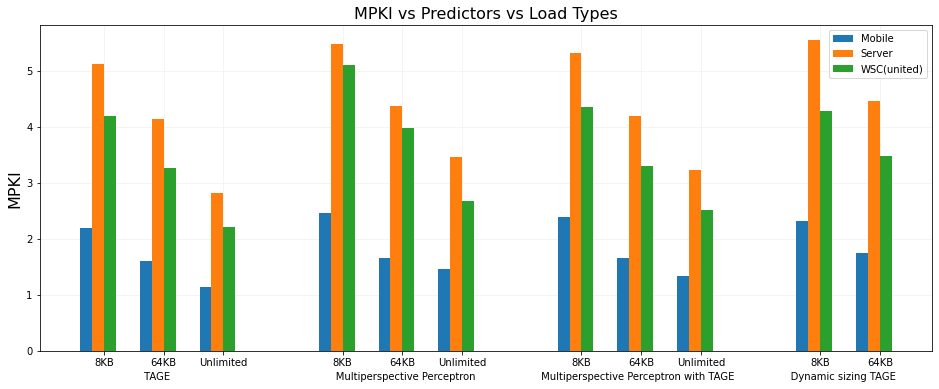 MPKI vs Predictors vs Load Types
Mobile
Server
WSC(united)
MPKI
5
4
3
2
1
0
8KB 64KB Unlimited 8KB 64KB Unlimited 8KB 64KB Unlimited 8KB 64KB
TAGE Multiperspective Perceptron Multiperspective Perceptron with TAGE Dynamic sizing TAGE